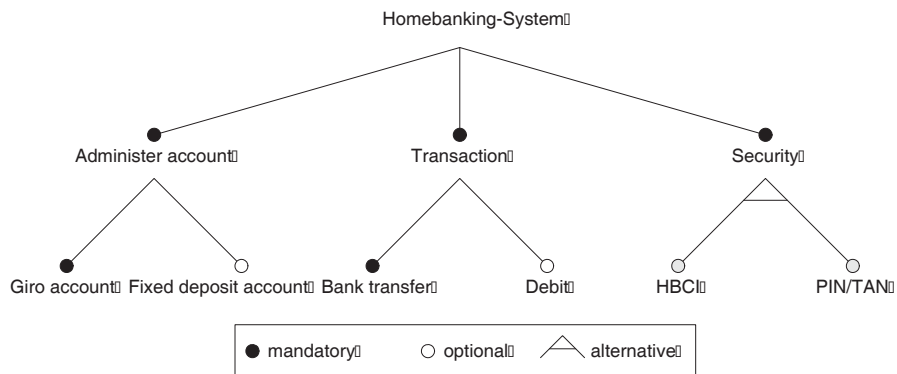 Homebanking-System
Administer account Transaction Security
Giro account Fixed deposit account Bank transfer Debit HBCI PIN/TAN
mandatory optional alternative